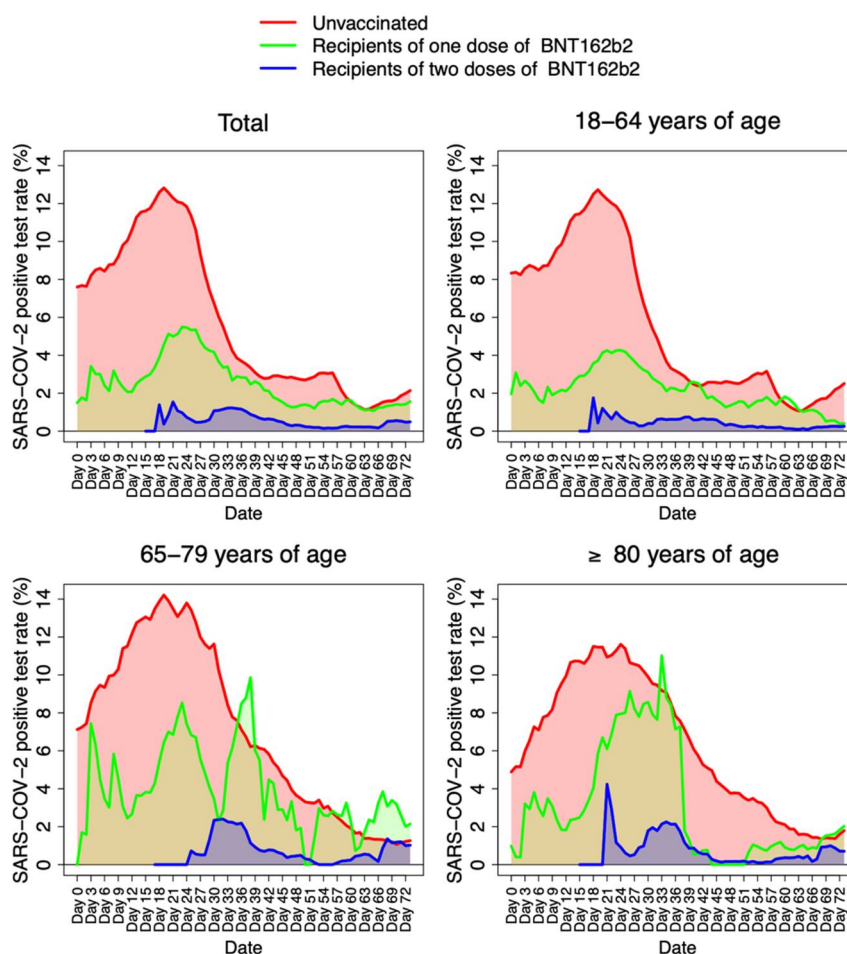 Unvaccinated
Recipients of one dose of BNT162b2
Recipients of two doses of BNT162b2
Total
SARS-COV-2 positive test rate (%)
14
12
10
8
6
4
2
0
Day 0
Day 3
Day 6
Day 9
Day 12
Day 15
Day 18
Day 21
Day 24
Day 27
Day 30
Day 33
Day 36
Day 39
Day 42
Day 45
Day 48
Day 51
Day 54
Day 57
Day 60
Day 63
Day 66
Day 69
Day 72
Date
18–64 years of age
SARS-COV-2 positive test rate (%)
14
12
10
8
6
4
2
0
Day 0
Day 3
Day 6
Day 9
Day 12
Day 15
Day 18
Day 21
Day 24
Day 27
Day 30
Day 33
Day 36
Day 39
Day 42
Day 45
Day 48
Day 51
Day 54
Day 57
Day 60
Day 63
Day 66
Day 69
Day 72
Date
65–79 years of age
SARS-COV-2 positive test rate (%)
14
12
10
8
6
4
2
0
Day 0
Day 3
Day 6
Day 9
Day 12
Day 15
Day 18
Day 21
Day 24
Day 27
Day 30
Day 33
Day 36
Day 39
Day 42
Day 45
Day 48
Day 51
Day 54
Day 57
Day 60
Day 63
Day 66
Day 69
Day 72
Date
≥ 80 years of age
SARS-COV-2 positive test rate (%)
14
12
10
8
6
4
2
0
Day 0
Day 3
Day 6
Day 9
Day 12
Day 15
Day 18
Day 21
Day 24
Day 27
Day 30
Day 33
Day 36
Day 39
Day 42
Day 45
Day 48
Day 51
Day 54
Day 57
Day 60
Day 63
Day 66
Day 69
Day 72
Date